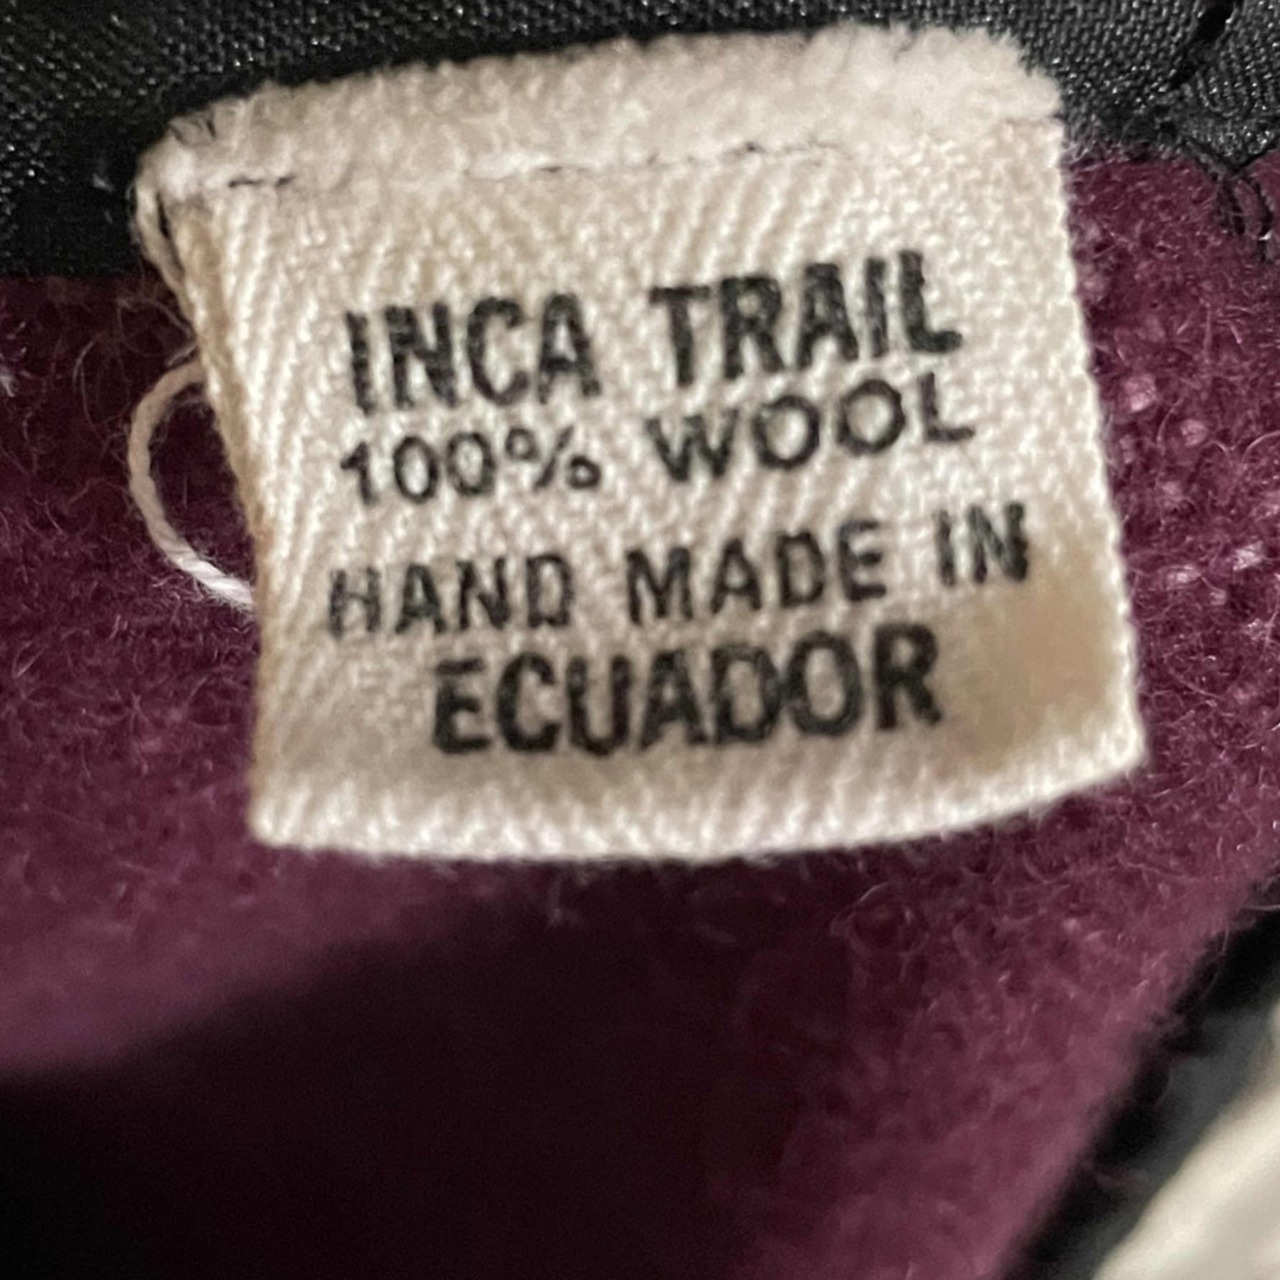 INCA TRAIL
100% WOOL
HAND MADE IN
ECUADOR